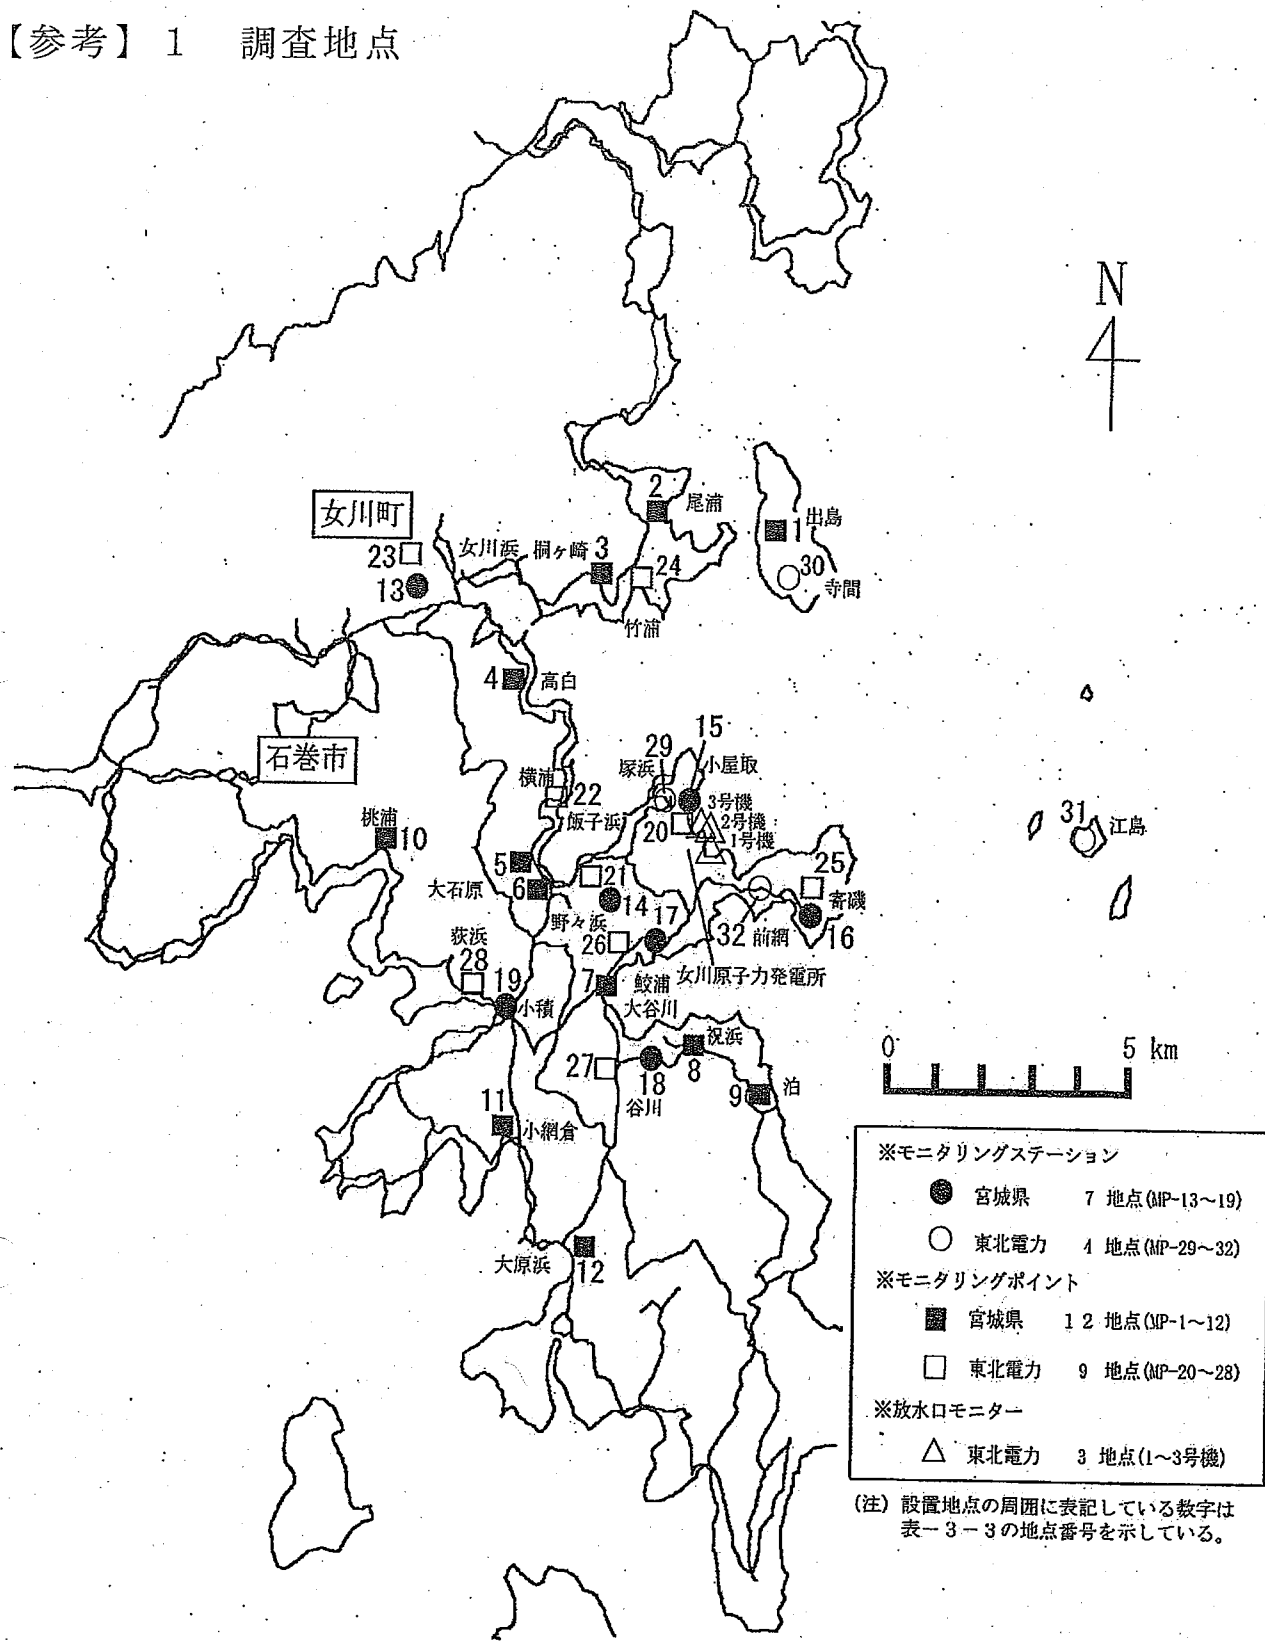 【参考】１　調査地点
N
2
尾浦
女川町
出島
1
23
女川浜
桐ヶ崎
3
24
30
13
寺間
竹浦
4
高白
15
29
石巻市
塚浜
小屋取
横浦
22
3号機
31
江島
飯子浜
20
2号機
桃浦
10
1号機
5
25
大石原
6
21
寄磯
14
17
野々浜
荻浜
26
32
前網
16
28
19
7
鮫浦
女川原子力発電所
小積
大谷川
祝浜
0
5 km
27
18
8
泊
9
谷川
11
小網倉
大原浜
12
※モニタリングステーション
宮城県　7 地点(MP-13～19)
東北電力　4 地点(MP-29～32)
※モニタリングポイント
宮城県　１２ 地点(MP-1～12)
東北電力　9 地点(MP-20～28)
※放水口モニター
東北電力　3 地点(1～3号機)
(注) 設置地点の周囲に表記している数字は
表－３－３の地点番号を示している。